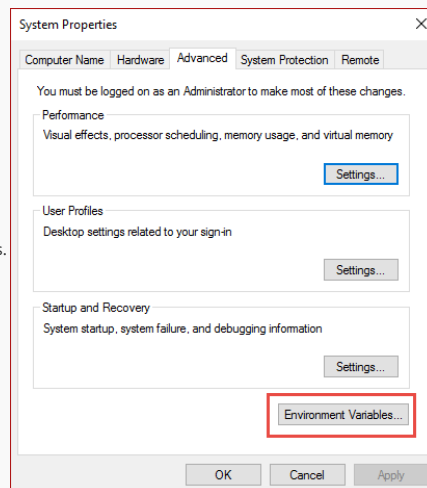 System Properties
Computer Name Hardware Advanced System Protection Remote
You must be logged on as an Administrator to make most of these changes.
Performance
Visual effects, processor scheduling, memory usage, and virtual memory
Settings...
User Profiles
Desktop settings related to your sign-in
s.
Settings...
Startup and Recovery
System startup, system failure, and debugging information
Settings...
Environment Variables...
OK Cancel Apply